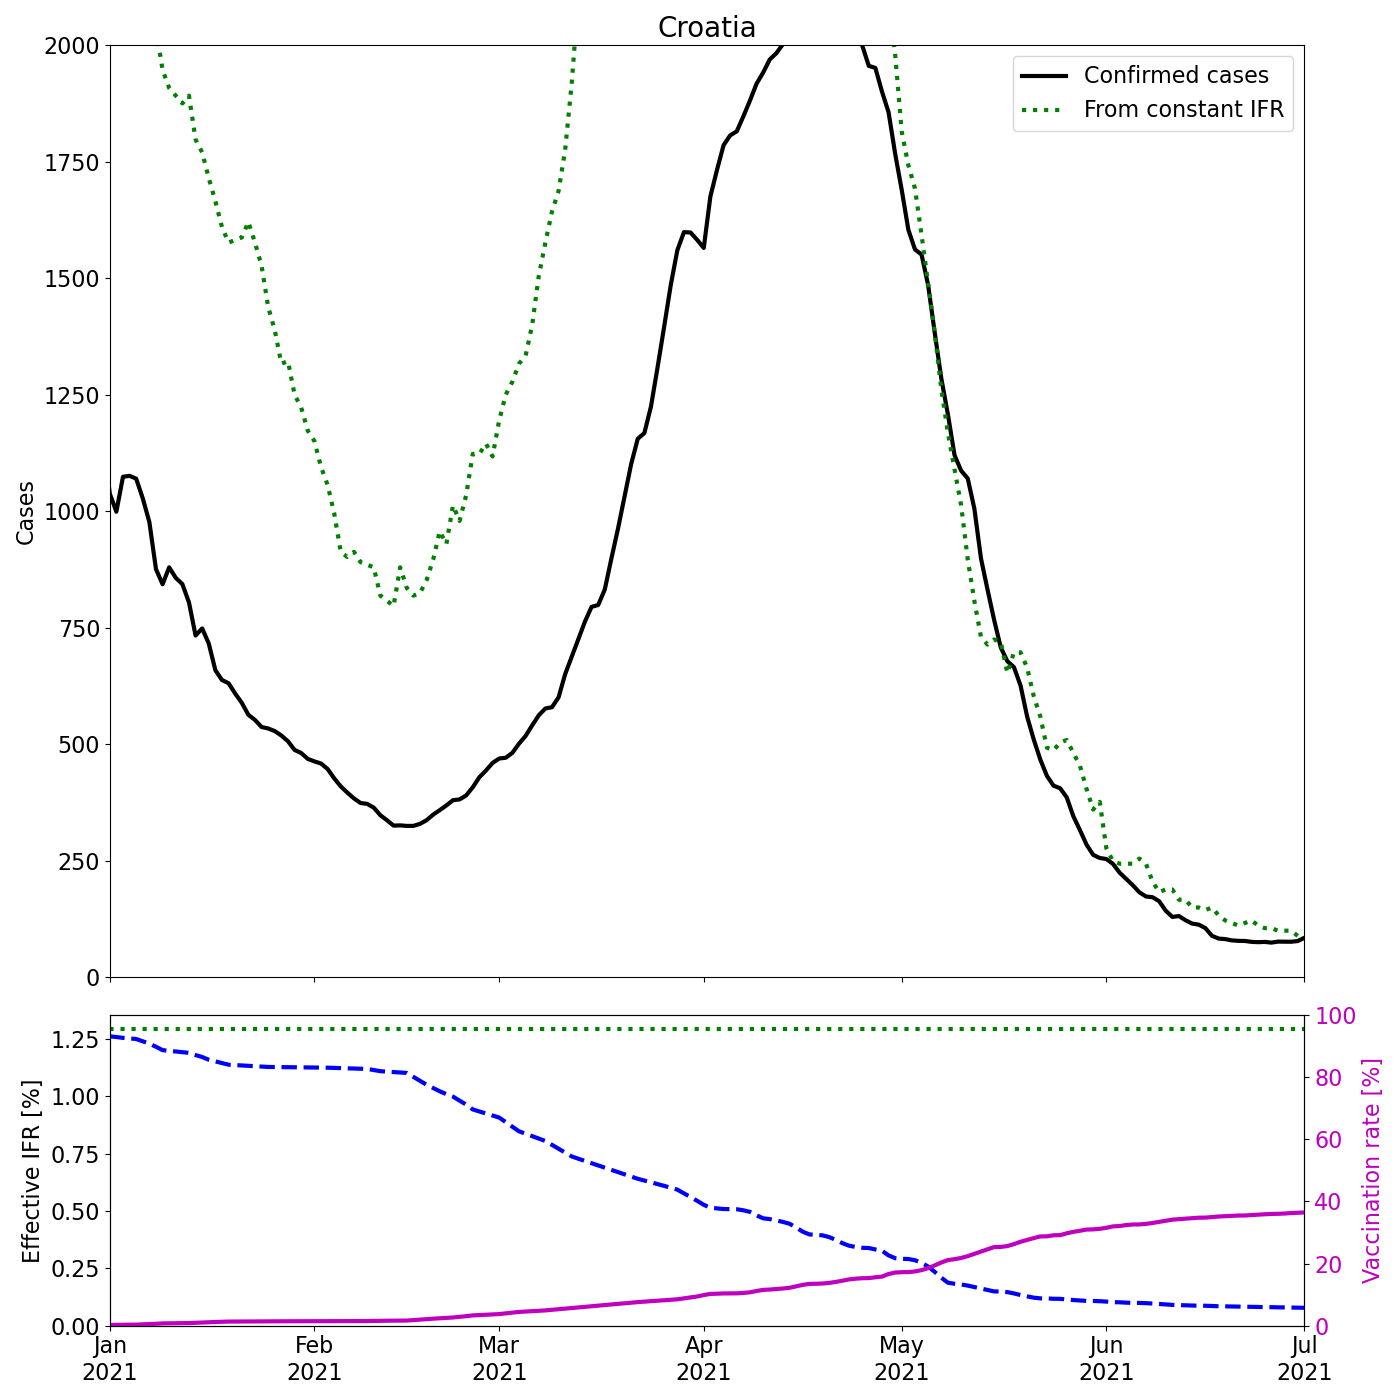 Croatia
2000
1750
1500
1250
1000
750
500
250
0
Cases
Confirmed cases
From constant IFR
1.25
1.00
0.75
0.50
0.25
0.00
Effective IFR [%]
100
80
60
40
20
0
Vaccination rate [%]
Jan Feb Mar Apr May Jun Jul
2021 2021 2021 2021 2021 2021 2021